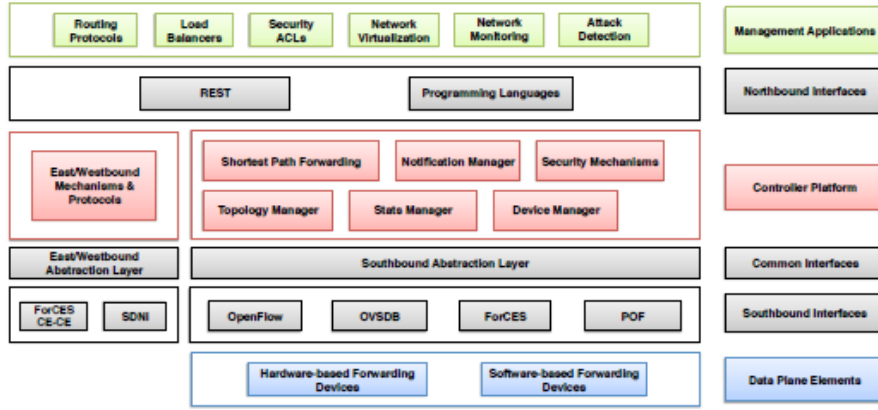 Routing
Protocols
Load
Balancers
Security
ACLs
Network
Virtualization
Network
Monitoring
Attack
Detection
Management Applications
REST
Programming Languages
Northbound Interfaces
East/Westbound
Mechanisms &
Protocols
Shortest Path Forwarding
Notification Manager
Security Mechanisms
Topology Manager
Stats Manager
Device Manager
Controller Platform
East/Westbound
Abstraction Layer
Southbound Abstraction Layer
Common Interfaces
ForCES
CE-CE
SDNI
OpenFlow
OVSDB
ForCES
POF
Southbound Interfaces
Hardware-based Forwarding
Devices
Software-based Forwarding
Devices
Data Plane Elements